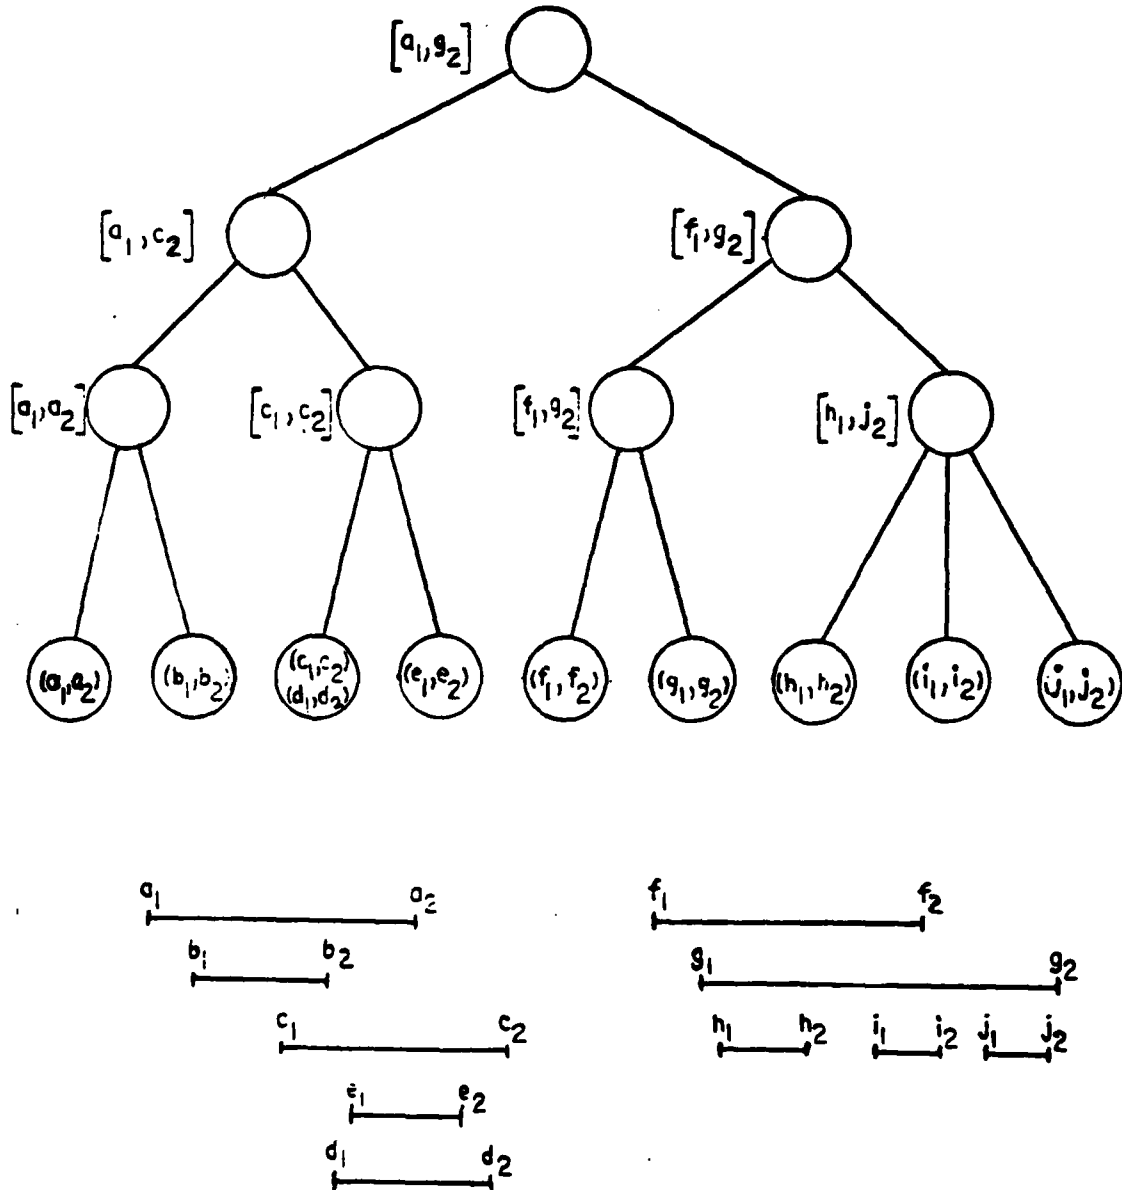 [a₁,g₂]
[a₁,c₂]
[f₁,g₂]
[a₁,a₂]
[c₁,c₂]
[f₁,g₂]
[h₁,j₂]
(a₁,a₂)
(b₁,b₂)
(c₁,c₂)
(d₁,d₂)
(e₁,e₂)
(f₁,f₂)
(g₁,g₂)
(h₁,h₂)
(i₁,i₂)
(j₁,j₂)
a₁ a₂
b₁ b₂
c₁ c₂
e₁ e₂
d₁ d₂
f₁ f₂
g₁ g₂
h₁ h₂ i₁ i₂ j₁ j₂